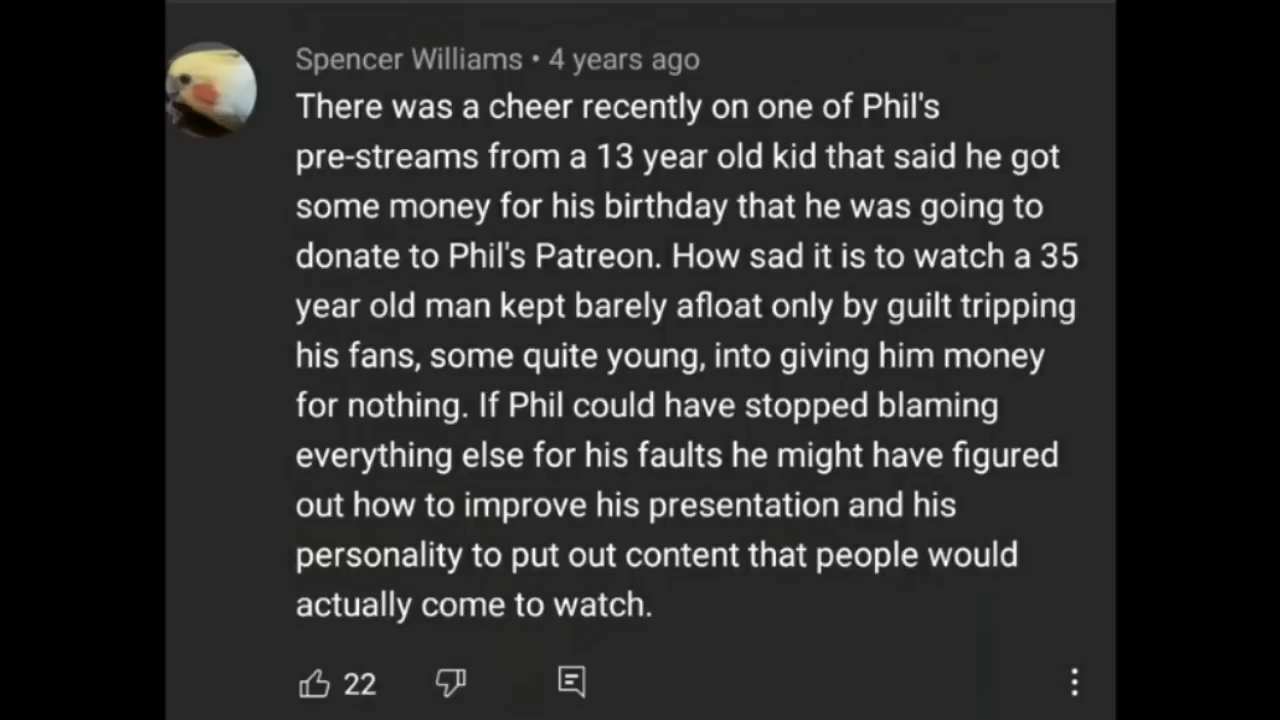 Spencer Williams • 4 years ago
There was a cheer recently on one of Phil's
pre-streams from a 13 year old kid that said he got
some money for his birthday that he was going to
donate to Phil's Patreon. How sad it is to watch a 35
year old man kept barely afloat only by guilt tripping
his fans, some quite young, into giving him money
for nothing. If Phil could have stopped blaming
everything else for his faults he might have figured
out how to improve his presentation and his
personality to put out content that people would
actually come to watch.
22